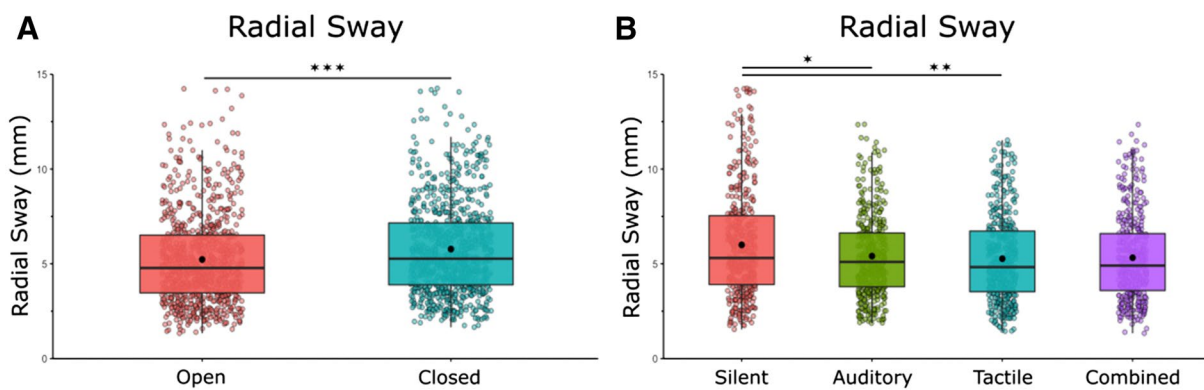 A
Radial Sway
***
15
10
5
0
Radial Sway (mm)
Open Closed
B
Radial Sway
*
**
15
10
5
0
Radial Sway (mm)
Silent Auditory Tactile Combined